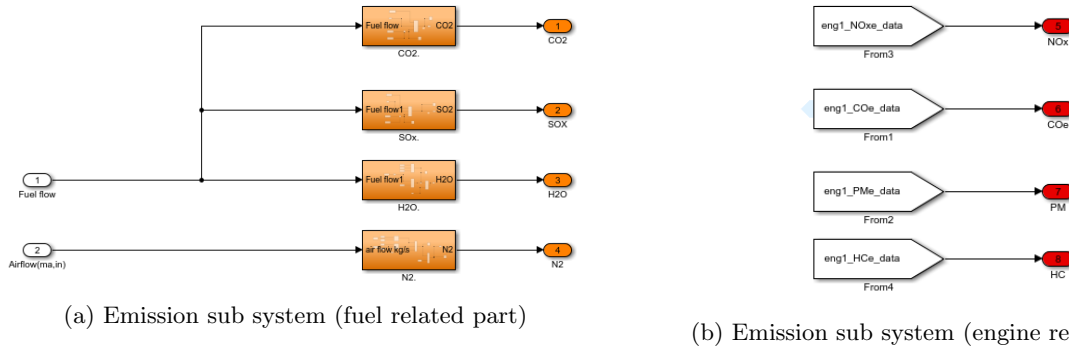 Fuel flow CO2
CO2.
1
CO2
Fuel flow1 SO2
SOx.
2
SOX
1
Fuel flow
Fuel flow1 H2O
H2O.
3
H2O
2
Airflow(ma,in)
air flow kg/s N2
N2.
4
N2
(a) Emission sub system (fuel related part)
eng1_NOxe_data
From3
5
NOx
eng1_COe_data
From1
6
COe
eng1_PMe_data
From2
7
PM
eng1_HCe_data
From4
8
HC
(b) Emission sub system (engine re